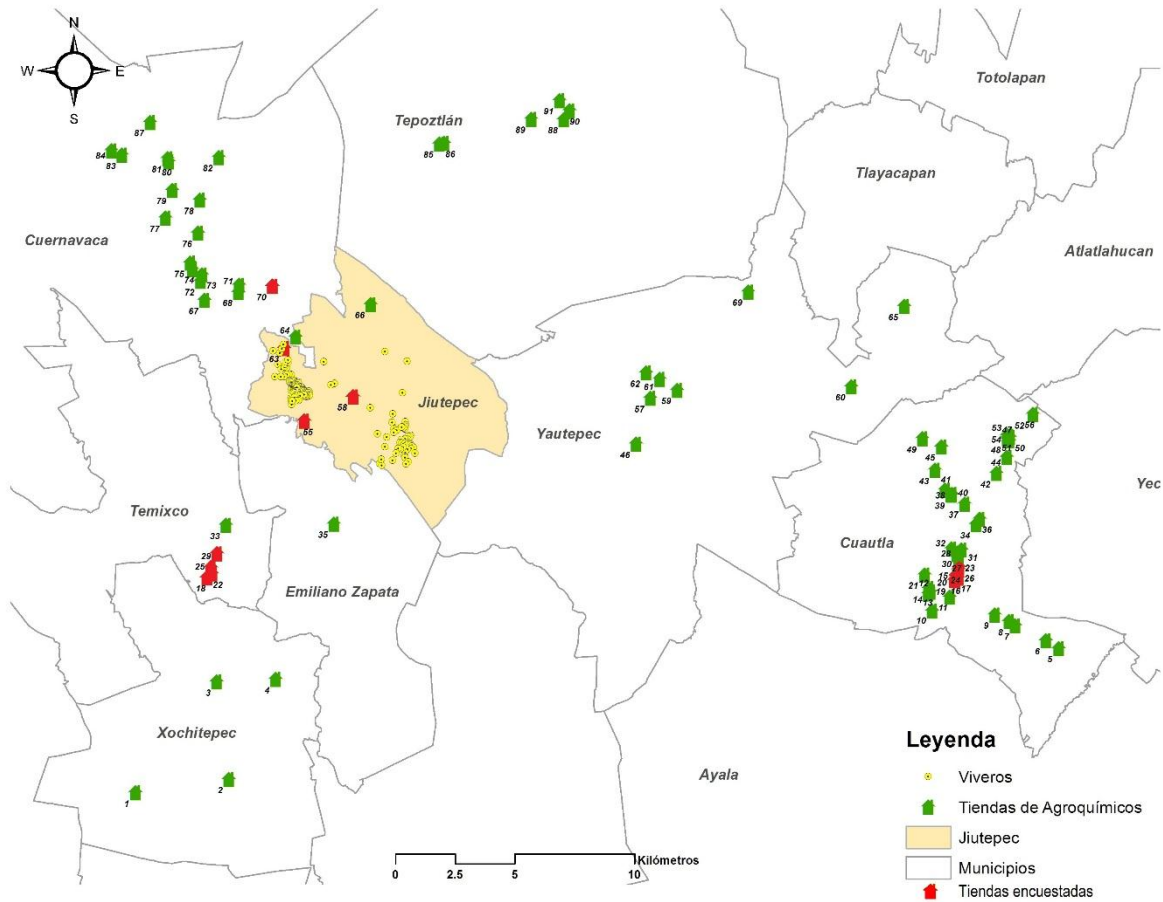 N
Totolapan
W E
91
Tepoztlán
89 88 90
87
S
84 83 81 80 82
85 86
Tlayacapan
79 78
77
76
Cuernavaca
Atlatlahucan
75 74 73 71
72 70
67 68
69
66
65
64
63
62 61
58
57 59
60
Jiutepec
55
53 47 52 56
54
49 45
48 51 50
46
44
Yautepec
43 41 42
38 40
39
Yec
37
Temixco
33 35
34 36
Cuautla
32
29
28 31
25
30 27 23
15
21 12 20 24 26
18 22
Emiliano Zapata
14 13 19 16 17
11
10
9 8 7
6 5
3 4
Xochitepec
Leyenda
Ayala
Viveros
2
1
Tiendas de Agroquímicos
Jiutepec
Kilómetros
0 2.5 5 10
Municipios
Tiendas encuestadas